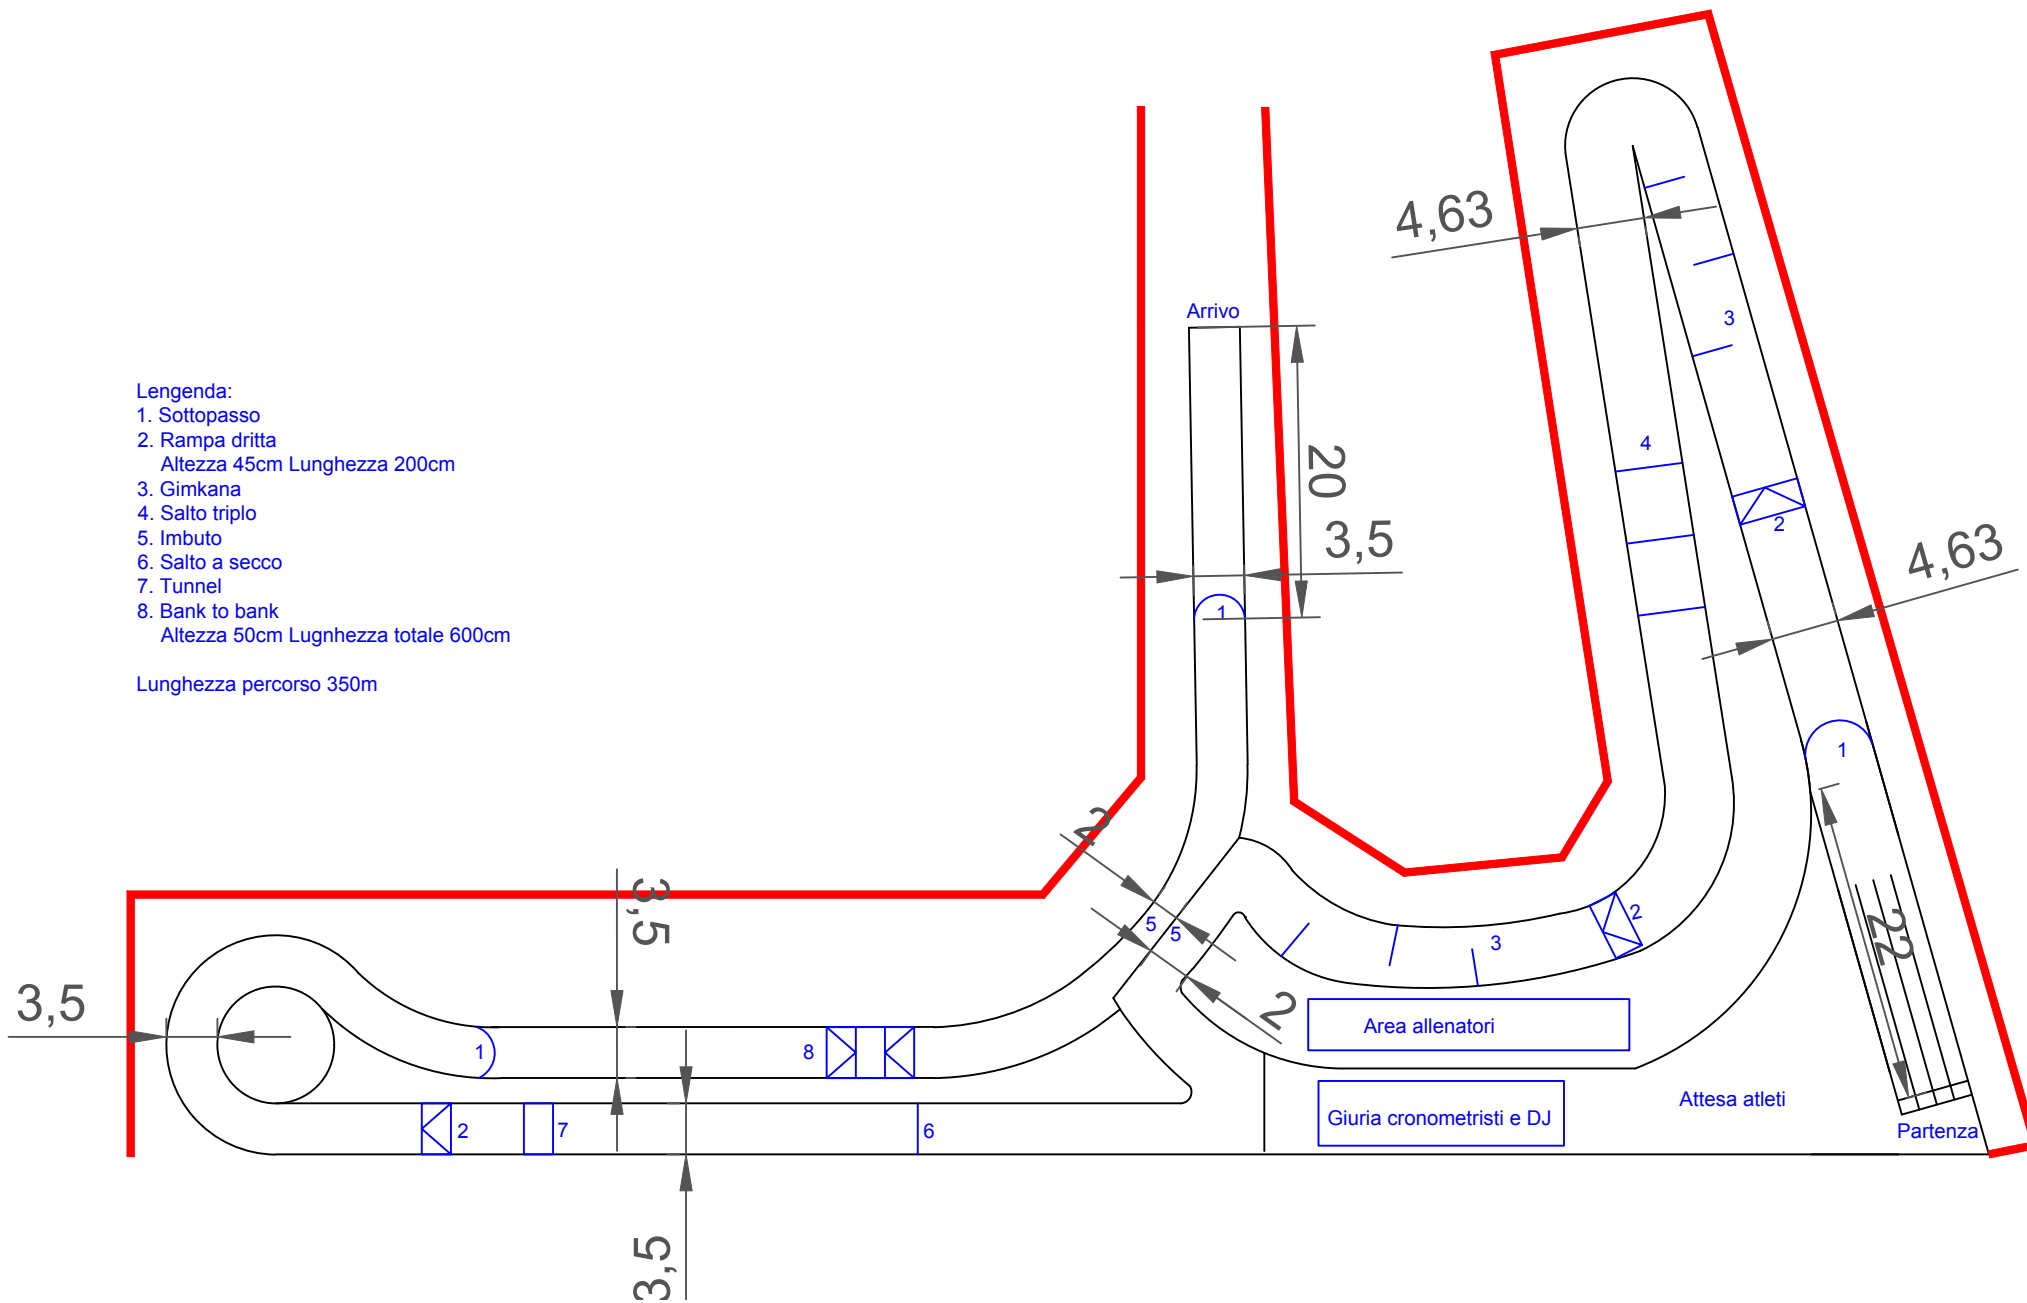 Lengenda:
1. Sottopasso
2. Rampa dritta
Altezza 45cm Lunghezza 200cm
3. Gimkana
4. Salto triplo
5. Imbuto
6. Salto a secco
7. Tunnel
8. Bank to bank
Altezza 50cm Lugnhezza totale 600cm
Lunghezza percorso 350m
Arrivo
20
3,5
1
4,63
3
4
2
4,63
1
22
2
5
5
2
3
2
3,5
3,5
1
8
2
7
6
3,5
Area allenatori
Giuria cronometristi e DJ
Attesa atleti
Partenza